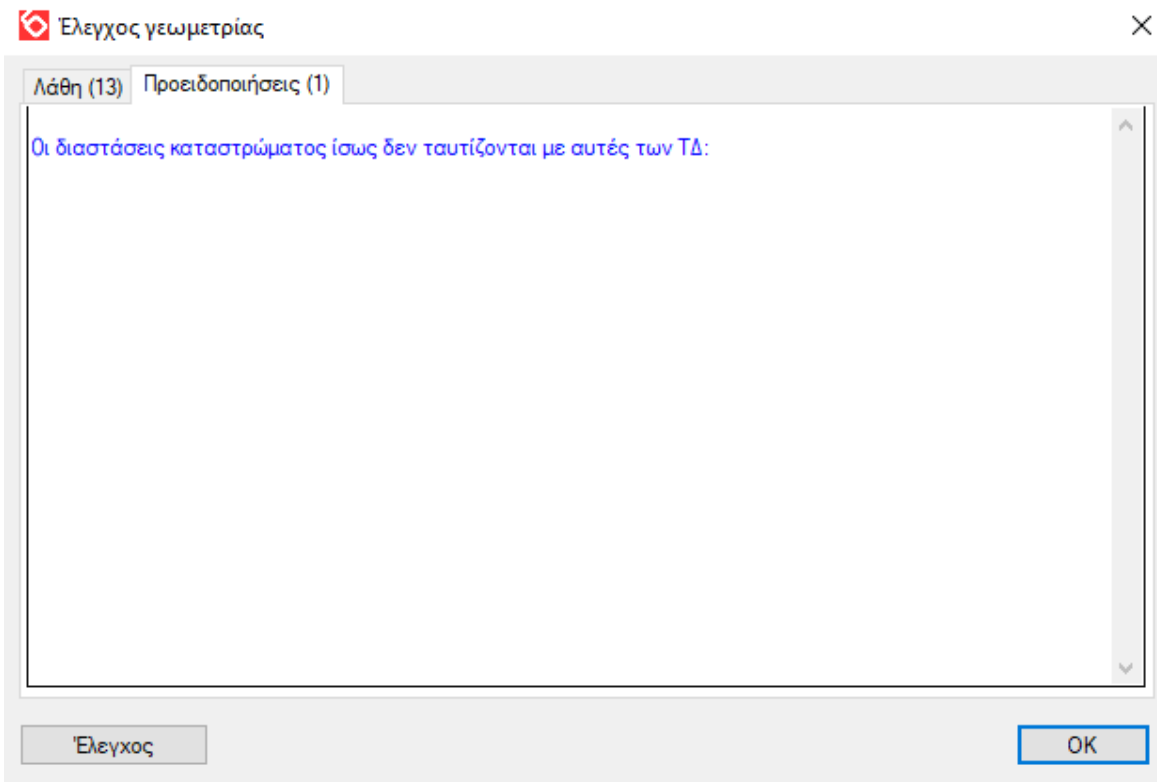 Έλεγχος γεωμετρίας
Λάθη (13) Προειδοποιήσεις (1)
Οι διαστάσεις καταστρώματος ίσως δεν ταυτίζονται με αυτές των ΤΔ:
Έλεγχος OK